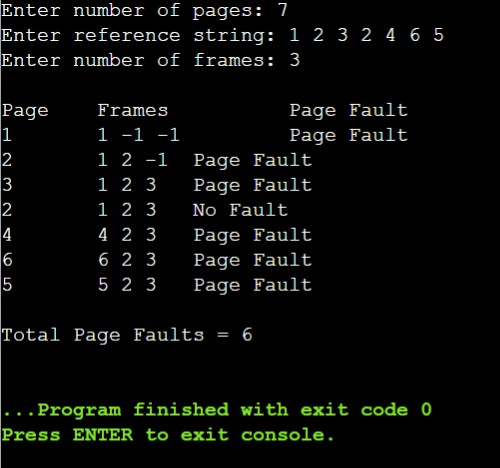 Enter number of pages: 7
Enter reference string: 1 2 3 2 4 6 5
Enter number of frames: 3
Page Frames Page Fault
1 1 -1 -1 Page Fault
2 1 2 -1 Page Fault
3 1 2 3 Page Fault
2 1 2 3 No Fault
4 4 2 3 Page Fault
6 6 2 3 Page Fault
5 5 2 3 Page Fault
Total Page Faults = 6
...Program finished with exit code 0
Press ENTER to exit console.